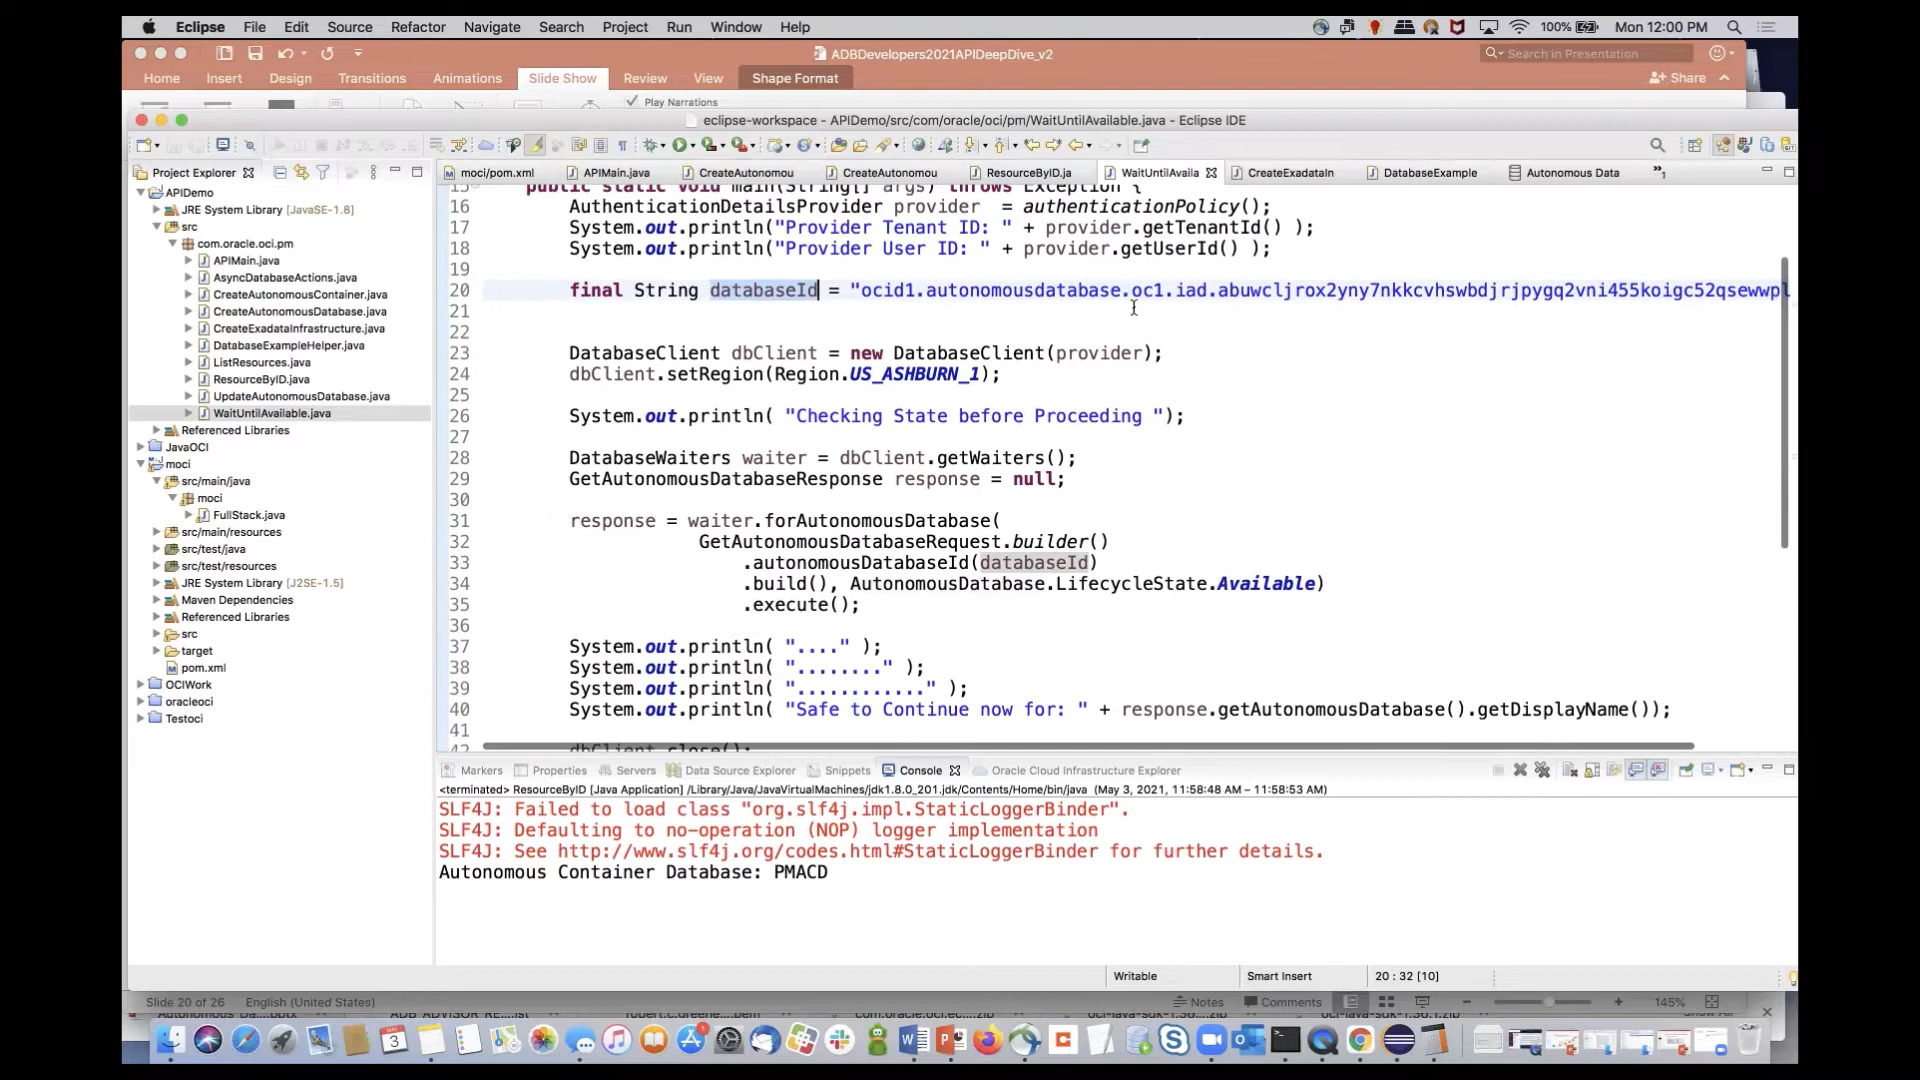 Eclipse File Edit Source Refactor Navigate Search Project Run Window Help 100% Mon 12:00 PM
ADBDevelopers2021APIDeepDive_v2 Search in Presentation
Home Insert Design Transitions Animations Slide Show Review View Shape Format Share
Play Narrations
eclipse-workspace - APIDemo/src/com/oracle/oci/pm/WaitUntilAvailable.java - Eclipse IDE
Project Explorer
moci/pom.xml APIMain.java CreateAutonomou CreateAutonomou ResourceByID.ja WaitUntilAvaila CreateExadataIn DatabaseExample Autonomous Data
APIDemo
JRE System Library [JavaSE-1.8]
src
com.oracle.oci.pm
APIMain.java
AsyncDatabaseActions.java
CreateAutonomousContainer.java
CreateAutonomousDatabase.java
CreateExadataInfrastructure.java
DatabaseExampleHelper.java
ListResources.java
ResourceByID.java
UpdateAutonomousDatabase.java
WaitUntilAvailable.java
Referenced Libraries
JavaOCI
moci
src/main/java
moci
FullStack.java
src/main/resources
src/test/java
src/test/resources
JRE System Library [J2SE-1.5]
Maven Dependencies
Referenced Libraries
src
target
pom.xml
OCIWork
oracleoci
Testoci
15 public static void main(String[] args) throws Exception {
16 AuthenticationDetailsProvider provider = authenticationPolicy();
17 System.out.println("Provider Tenant ID: " + provider.getTenantId() );
18 System.out.println("Provider User ID: " + provider.getUserId() );
19
20 final String databaseId = "ocid1.autonomousdatabase.oc1.iad.abuwcljrox2yny7nkkcvhswbdjrjpygq2vni455koigc52qsewwpl
21
22
23 DatabaseClient dbClient = new DatabaseClient(provider);
24 dbClient.setRegion(Region.US_ASHBURN_1);
25
26 System.out.println( "Checking State before Proceeding ");
27
28 DatabaseWaiters waiter = dbClient.getWaiters();
29 GetAutonomousDatabaseResponse response = null;
30
31 response = waiter.forAutonomousDatabase(
32 GetAutonomousDatabaseRequest.builder()
33 .autonomousDatabaseId(databaseId)
34 .build(), AutonomousDatabase.LifecycleState.Available)
35 .execute();
36
37 System.out.println( "...." );
38 System.out.println( "........" );
39 System.out.println( "............" );
40 System.out.println( "Safe to Continue now for: " + response.getAutonomousDatabase().getDisplayName());
41
42 dbClient.close();
Markers Properties Servers Data Source Explorer Snippets Console Oracle Cloud Infrastructure Explorer
<terminated> ResourceByID [Java Application] /Library/Java/JavaVirtualMachines/jdk1.8.0_201.jdk/Contents/Home/bin/java (May 3, 2021, 11:58:48 AM – 11:58:53 AM)
SLF4J: Failed to load class "org.slf4j.impl.StaticLoggerBinder".
SLF4J: Defaulting to no-operation (NOP) logger implementation
SLF4J: See http://www.slf4j.org/codes.html#StaticLoggerBinder for further details.
Autonomous Container Database: PMACD
Writable Smart Insert 20 : 32 [10]
Slide 20 of 26 English (United States) Notes Comments 145%